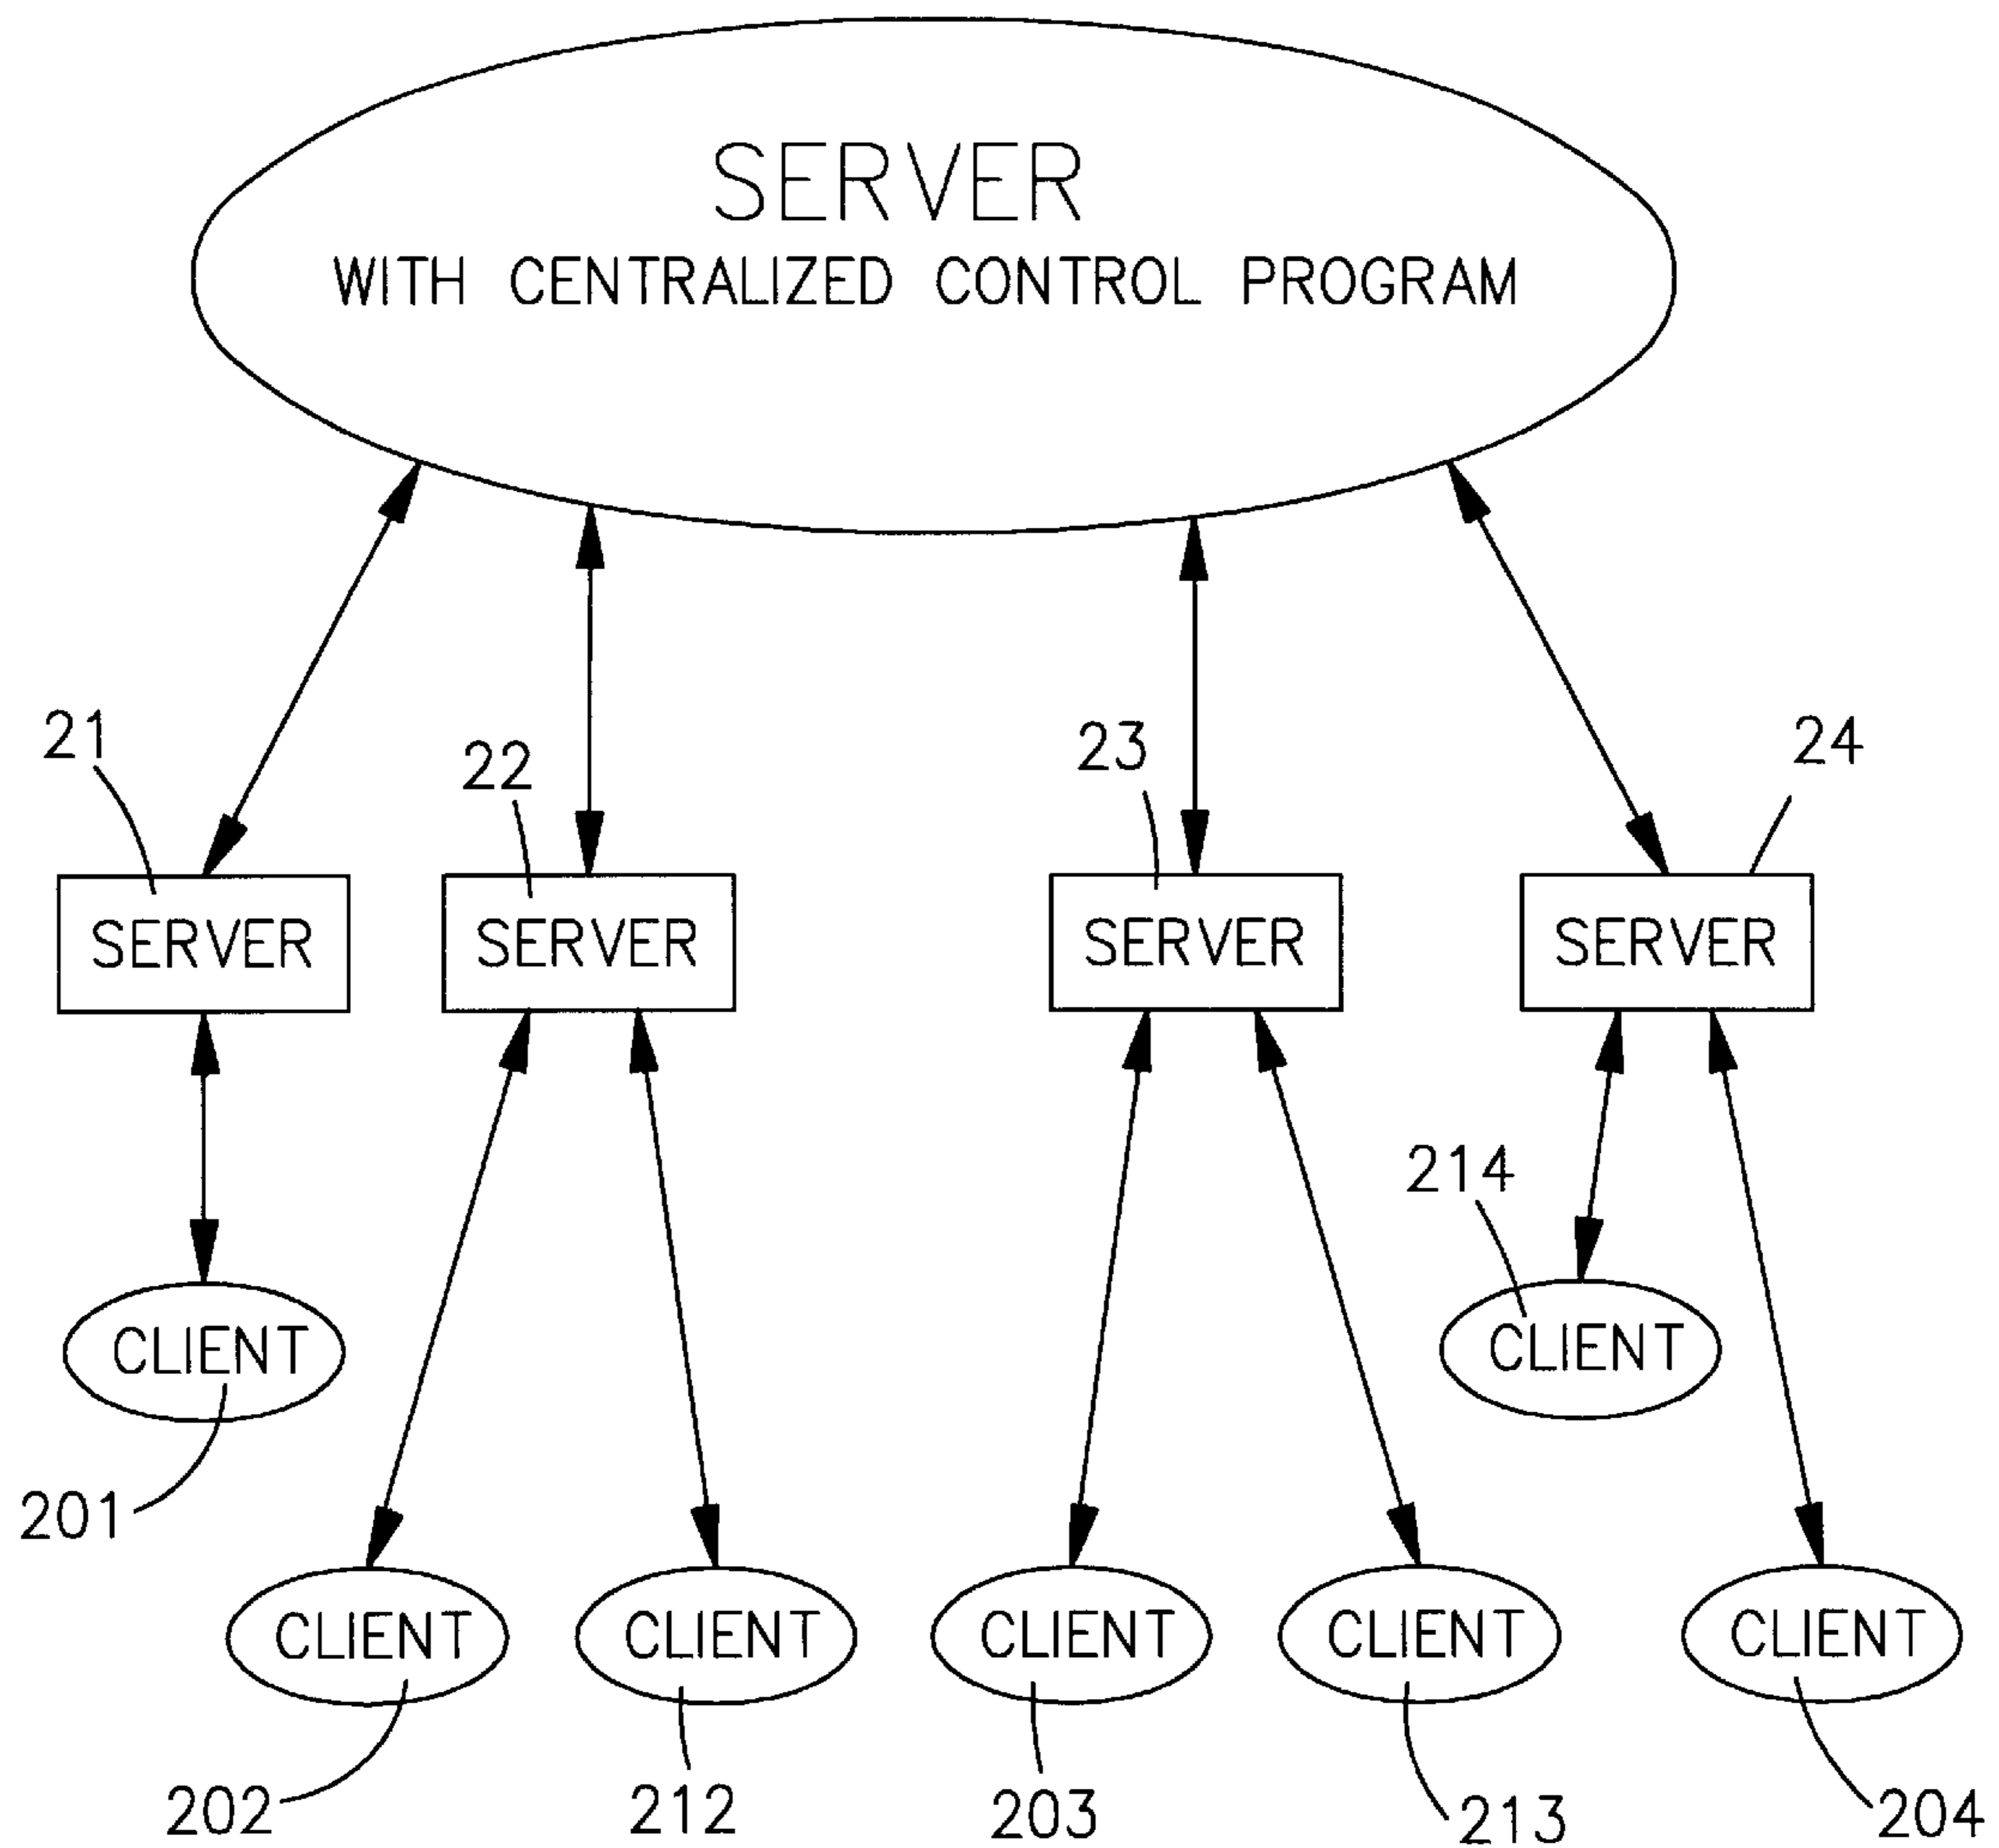 SERVER
WITH CENTRALIZED CONTROL PROGRAM
21
22
23
24
SERVER
SERVER
SERVER
SERVER
214
CLIENT
CLIENT
201
CLIENT
CLIENT
CLIENT
CLIENT
CLIENT
202
212
203
213
204